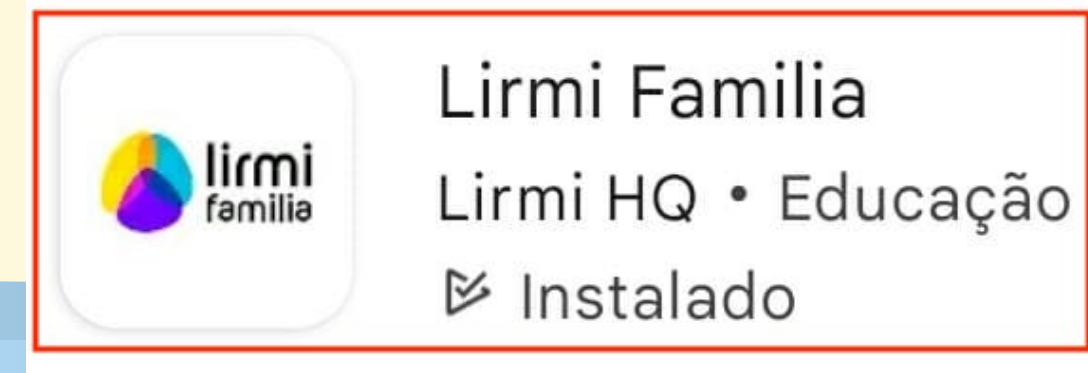 lirmi
familia
Lirmi Familia
Lirmi HQ • Educação
Instalado